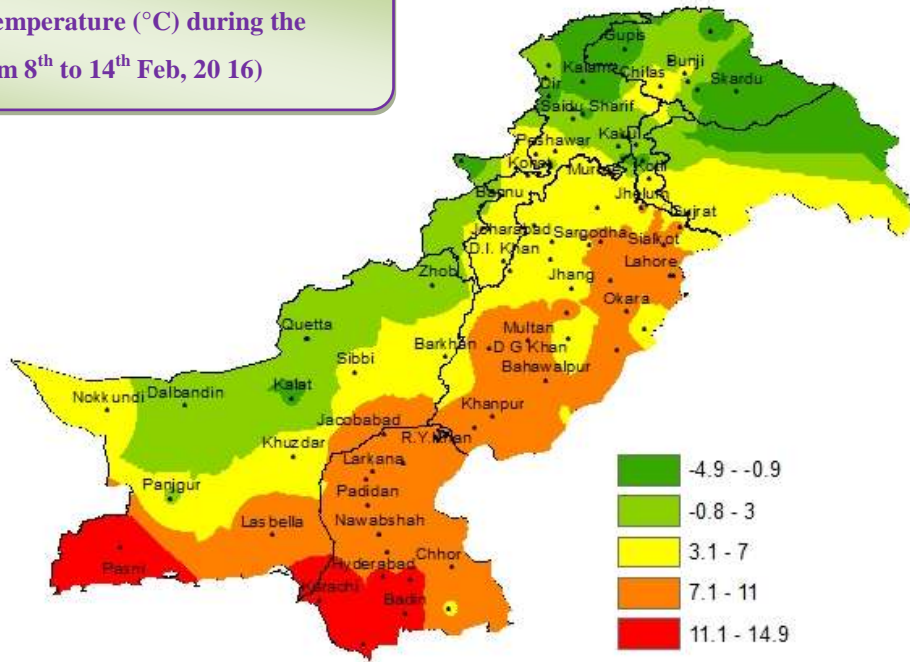 emperature (°C) during the
m 8th to 14th Feb, 20 16)
Gupis
Kalam
Chilas
Bunji
Dir
Skardu
Saidu Sharif
Kakul
Peshawar
Kohat
Murree
Kotli
Bannu
Jhelum
Gujrat
Joharabad
Sargodha
Sialkot
D.I. Khan
Lahore
Zhob
Jhang
Okara
Quetta
Multan
Barkhan
D G Khan
Sibbi
Bahawalpur
Kalat
Dalbandin
Nokkundi
Khanpur
Jacobabad
R.Y.Khan
Khuzdar
Larkana
Panjgur
Padidan
Lasbella
Nawabshah
Chhor
Hyderabad
Pasni
Karachi
Badin
-4.9 - -0.9
-0.8 - 3
3.1 - 7
7.1 - 11
11.1 - 14.9